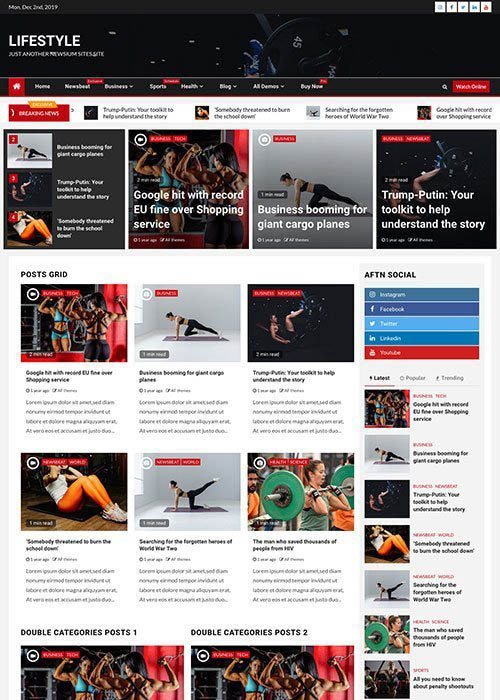 Mon. Dec 2nd, 2019
LIFESTYLE
JUST ANOTHER NEWSIUM SITES SITE
Exclusive
Schedule
Pro
Home
Newsbeat
Business
Sports
Health
Blog
All Demos
Buy Now
Watch Online
EXCLUSIVE
BREAKING NEWS
Trump-Putin: Your toolkit to
help understand the story
'Somebody threatened to burn
the school down'
Searching for the forgotten
heroes of World War Two
Google hit with record
over Shopping service
2
Business booming for
giant cargo planes
3
Trump-Putin: Your
toolkit to help
understand the story
4
'Somebody threatened
to burn the school
down'
BUSINESS TECH
2 min read
Google hit with record
EU fine over Shopping
service
1 year ago AF themes
BUSINESS
1 min read
Business booming for
giant cargo planes
1 year ago AF themes
BUSINESS NEWSBEAT
2 min read
Trump-Putin: Your
toolkit to help
understand the story
1 year ago AF themes
POSTS GRID
BUSINESS TECH
2 min read
Google hit with record EU fine over
Shopping service
1 year ago AF themes
Lorem ipsum dolor sit amet,sed diam
nonumy eirmod tempor invidunt ut
labore et dolore magna aliquyam erat,
At vero eos et accusam et justo duo...
BUSINESS
1 min read
Business booming for giant cargo
planes
1 year ago AF themes
Lorem ipsum dolor sit amet,sed diam
nonumy eirmod tempor invidunt ut
labore et dolore magna aliquyam erat,
At vero eos et accusam et justo duo...
BUSINESS NEWSBEAT
2 min read
Trump-Putin: Your toolkit to help
understand the story
1 year ago AF themes
Lorem ipsum dolor sit amet,sed diam
nonumy eirmod tempor invidunt ut
labore et dolore magna aliquyam erat,
At vero eos et accusam et justo duo...
NEWSBEAT WORLD
1 min read
'Somebody threatened to burn the
school down'
1 year ago AF themes
Lorem ipsum dolor sit amet,sed diam
nonumy eirmod tempor invidunt ut
labore et dolore magna aliquyam erat,
At vero eos et accusam et justo duo...
NEWSBEAT WORLD
1 min read
Searching for the forgotten heroes of
World War Two
1 year ago AF themes
Lorem ipsum dolor sit amet,sed diam
nonumy eirmod tempor invidunt ut
labore et dolore magna aliquyam erat,
At vero eos et accusam et justo duo...
HEALTH SCIENCE
1 min read
The man who saved thousands of
people from HIV
1 year ago AF themes
Lorem ipsum dolor sit amet,sed diam
nonumy eirmod tempor invidunt ut
labore et dolore magna aliquyam erat,
At vero eos et accusam et justo duo...
DOUBLE CATEGORIES POSTS 1
BUSINESS TECH
DOUBLE CATEGORIES POSTS 2
BUSINESS TECH
AFTN SOCIAL
Instagram
Facebook
Twitter
Linkedin
Youtube
Latest
Popular
Trending
BUSINESS TECH
Google hit with record
EU fine over Shopping
service
BUSINESS
Business booming for
giant cargo planes
BUSINESS NEWSBEAT
Trump-Putin: Your
toolkit to help
understand the story
NEWSBEAT WORLD
'Somebody threatened
to burn the school
down'
NEWSBEAT WORLD
Searching for the
forgotten heroes of
World War Two
HEALTH SCIENCE
The man who saved
thousands of people
from HIV
SPORTS
All you need to know
about penalty shootouts